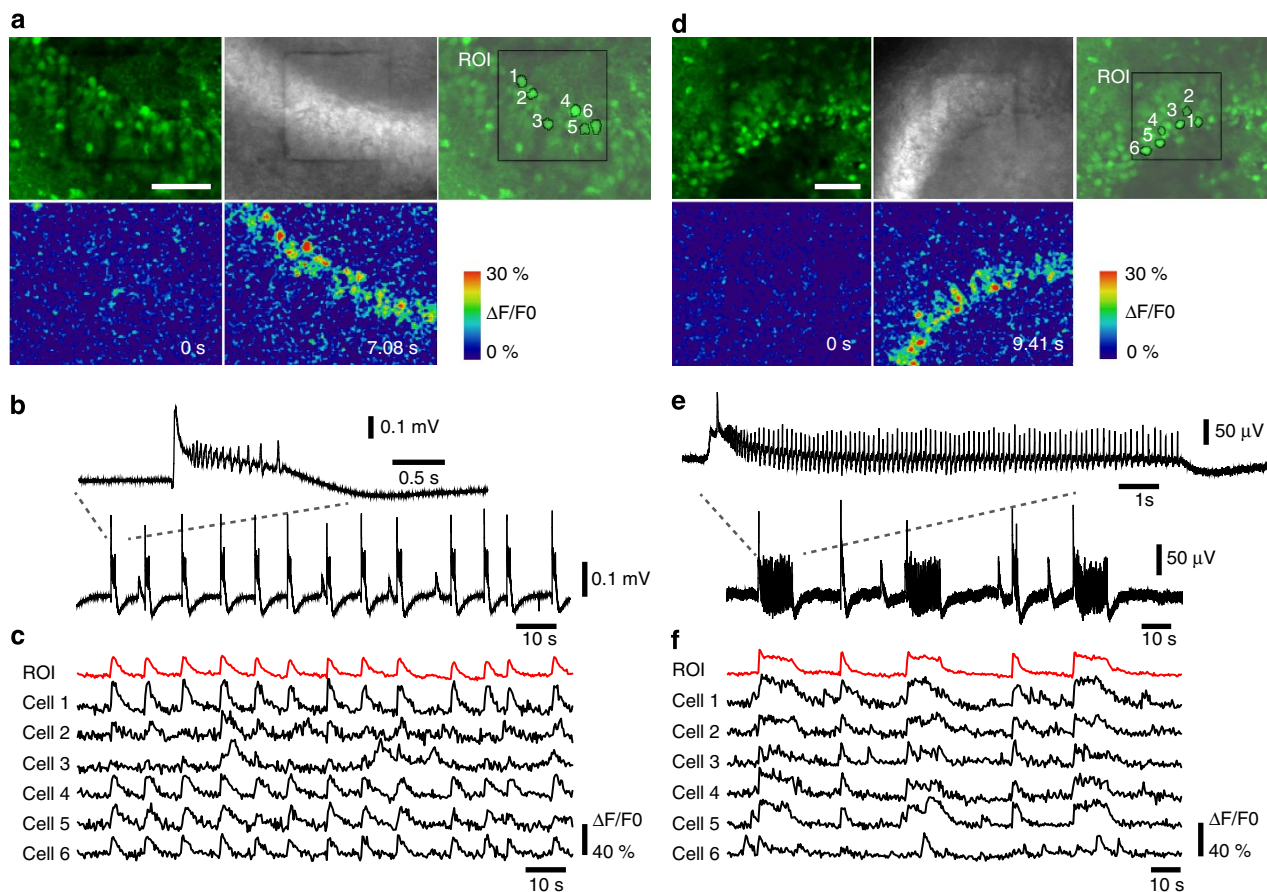 a
ROI
1
2
3
4
6
5
0 s
7.08 s
30 %
ΔF/F0
0 %
b
0.1 mV
0.5 s
0.1 mV
10 s
c
ROI
Cell 1
Cell 2
Cell 3
Cell 4
Cell 5
Cell 6
ΔF/F0
40 %
10 s
d
ROI
2
3
1
4
5
6
0 s
9.41 s
30 %
ΔF/F0
0 %
e
50 µV
1s
50 µV
10 s
f
ROI
Cell 1
Cell 2
Cell 3
Cell 4
Cell 5
Cell 6
ΔF/F0
40 %
10 s